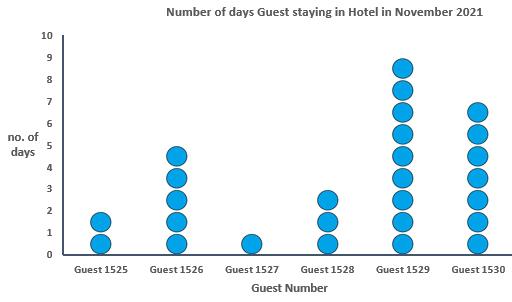 Number of days Guest staying in Hotel in November 2021
10
9
8
7
6
5
4
3
2
1
0
no. of
days
Guest 1525 Guest 1526 Guest 1527 Guest 1528 Guest 1529 Guest 1530
Guest Number